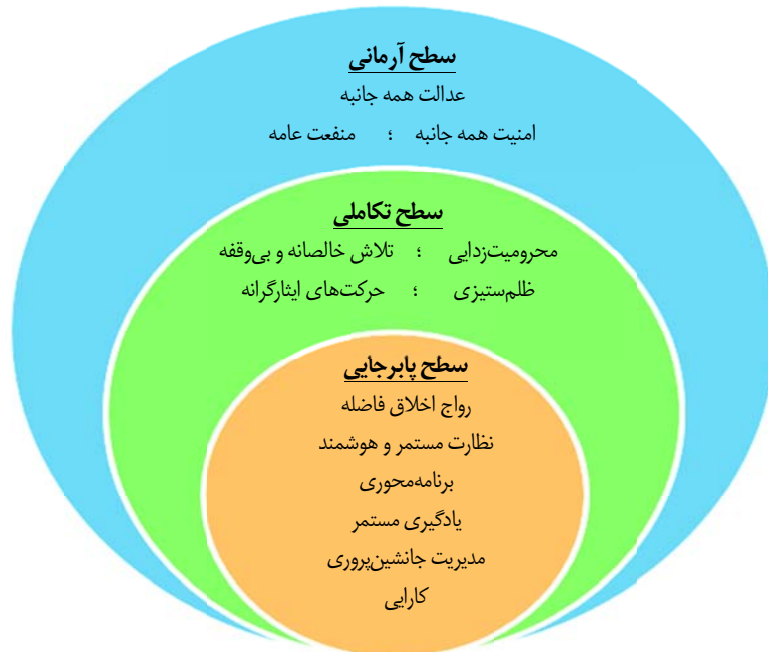 سطح آرمانی
عدالت همه جانبه
امنیت همه جانبه ؛ منفعت عامه
سطح تکاملی
محرومیت‌زدایی ؛ تلاش خالصانه و بی‌وقفه
ظلم‌ستیزی ؛ حرکت‌های ایثارگرانه
سطح پابرجایی
رواج اخلاق فاضله
نظارت مستمر و هوشمند
برنامه‌محوری
یادگیری مستمر
مدیریت جانشین‌پروری
کارایی